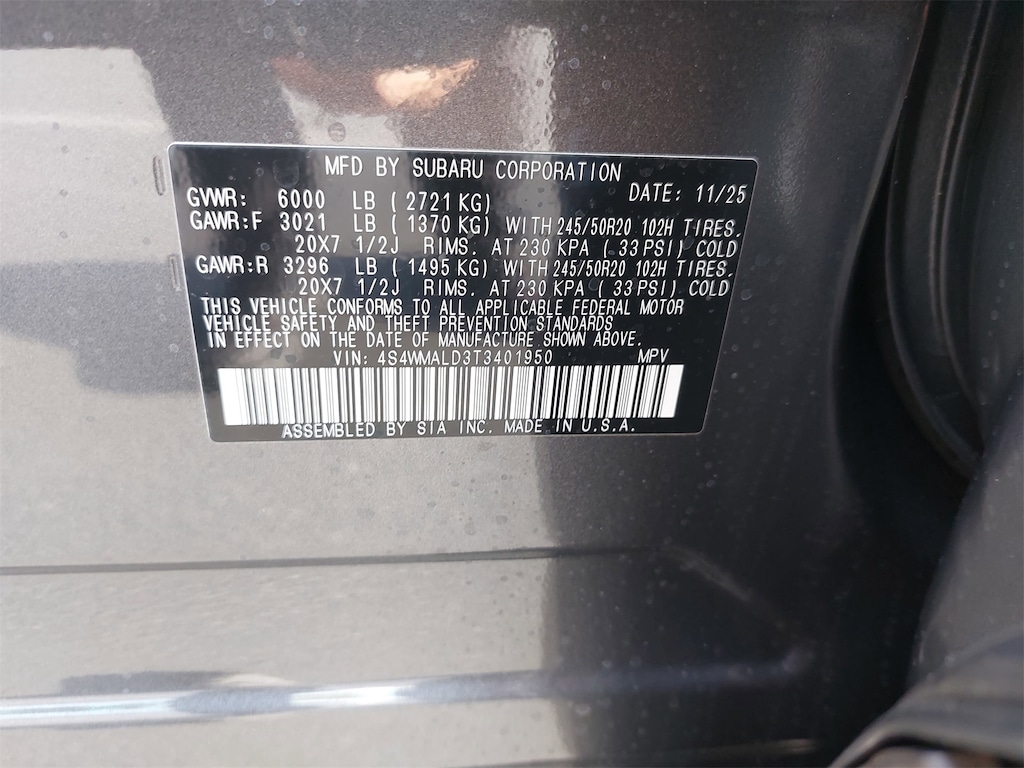 MFD BY SUBARU CORPORATION
GVWR: 6000 LB ( 2721 KG) DATE: 11/25
GAWR:F 3021 LB ( 1370 KG) WITH 245/50R20 102H TIRES.
20X7 1/2J RIMS. AT 230 KPA ( 33 PSI) COLD
GAWR:R 3296 LB ( 1495 KG) WITH 245/50R20 102H TIRES.
20X7 1/2J RIMS. AT 230 KPA ( 33 PSI) COLD
THIS VEHICLE CONFORMS TO ALL APPLICABLE FEDERAL MOTOR
VEHICLE SAFETY AND THEFT PREVENTION STANDARDS
IN EFFECT ON THE DATE OF MANUFACTURE SHOWN ABOVE.
VIN: 4S4WMALD3T3401950 MPV
ASSEMBLED BY SIA INC. MADE IN U.S.A.